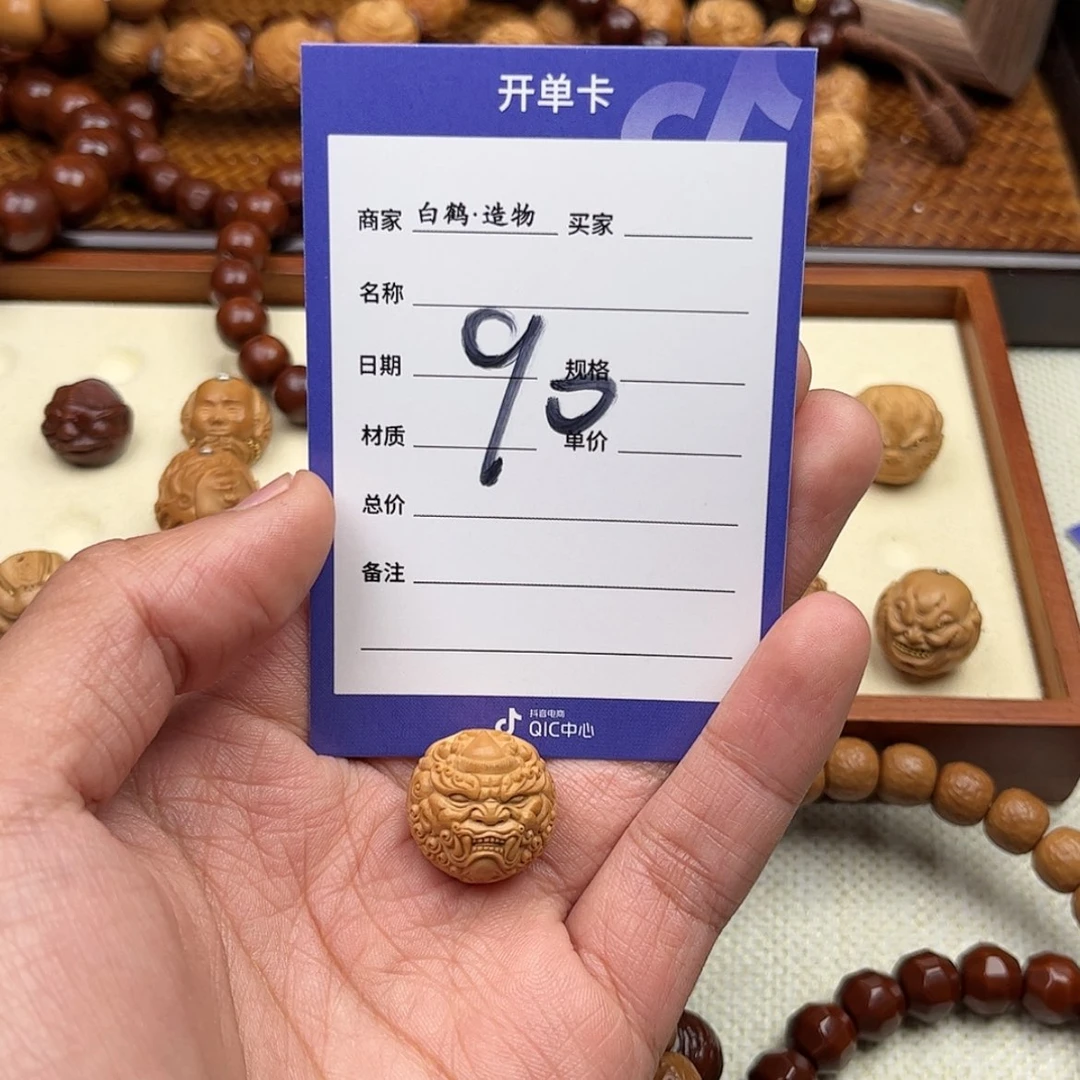 开单卡
商家 白鹤·造物 买家
名称
日期 规格
材质 单价
90
总价
备注
抖音电商
QIC中心